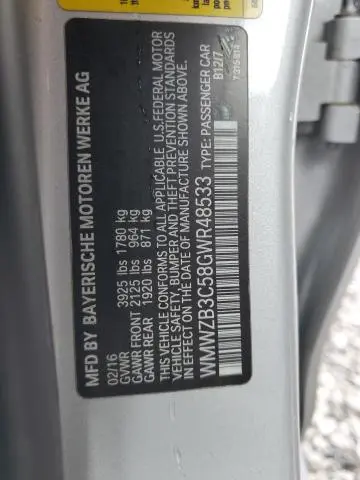 MFD BY BAYERISCHE MOTOREN WERKE AG
02/16
GVWR 3925 lbs 1780 kg
GAWR FRONT 2125 lbs 964 kg
GAWR REAR 1920 lbs 871 kg
THIS VEHICLE CONFORMS TO ALL APPLICABLE U.S.FEDERAL MOTOR
VEHICLE SAFETY, BUMPER AND THEFT PREVENTION STANDARDS
IN EFFECT ON THE DATE OF MANUFACTURE SHOWN ABOVE.
WMWZB3C58GWR48533 TYPE: PASSENGER CAR
B12/7